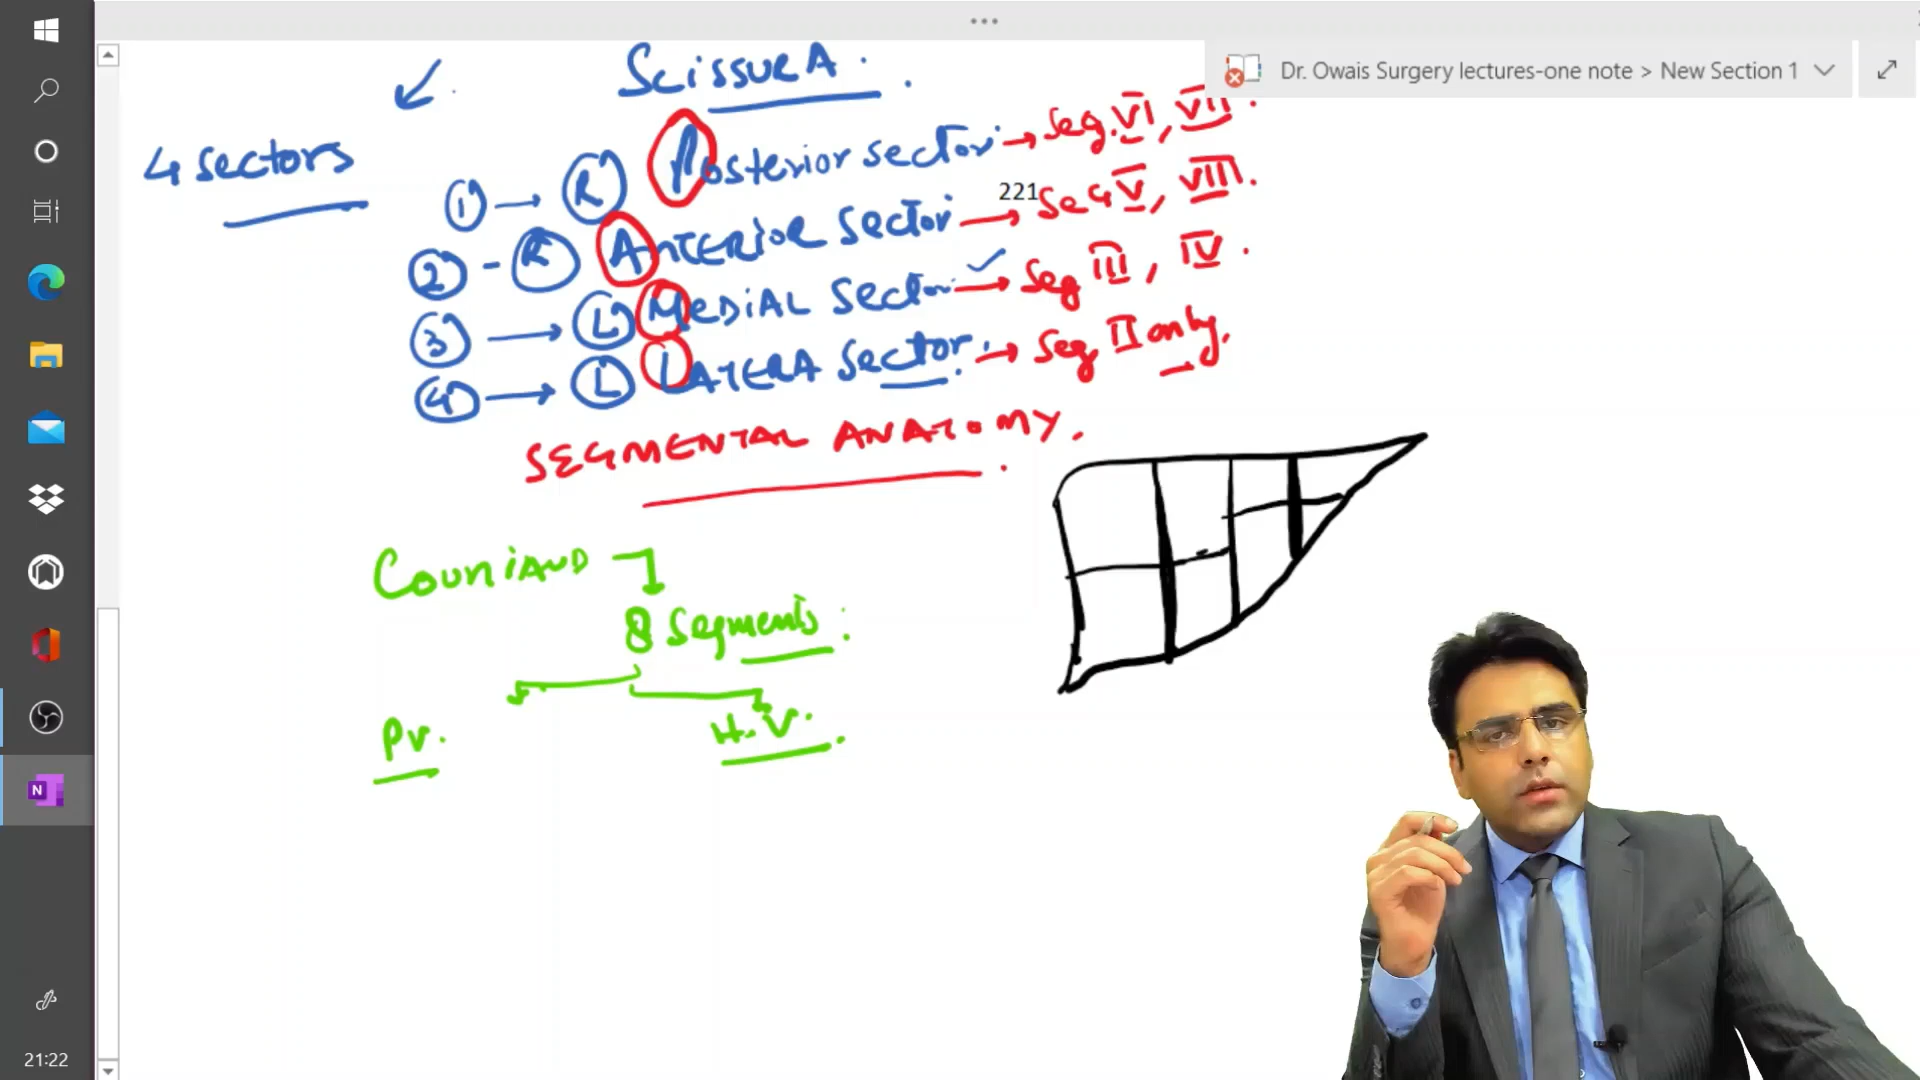 Dr. Owais Surgery lectures-one note > New Section 1
ScissurA.
4 sectors
1 → R Posterior sector → Seg. VI, VII.
221
2 - R ANTERIOR Sector → Seg V, VIII.
3 → L MEDIAL Sector → Seg III, IV.
4 → L LATERA Sector. → Seg II only.
SEGMENTAL ANATOMY.
CouniAUD
8 Segments:
Pv. H.V.
21:22